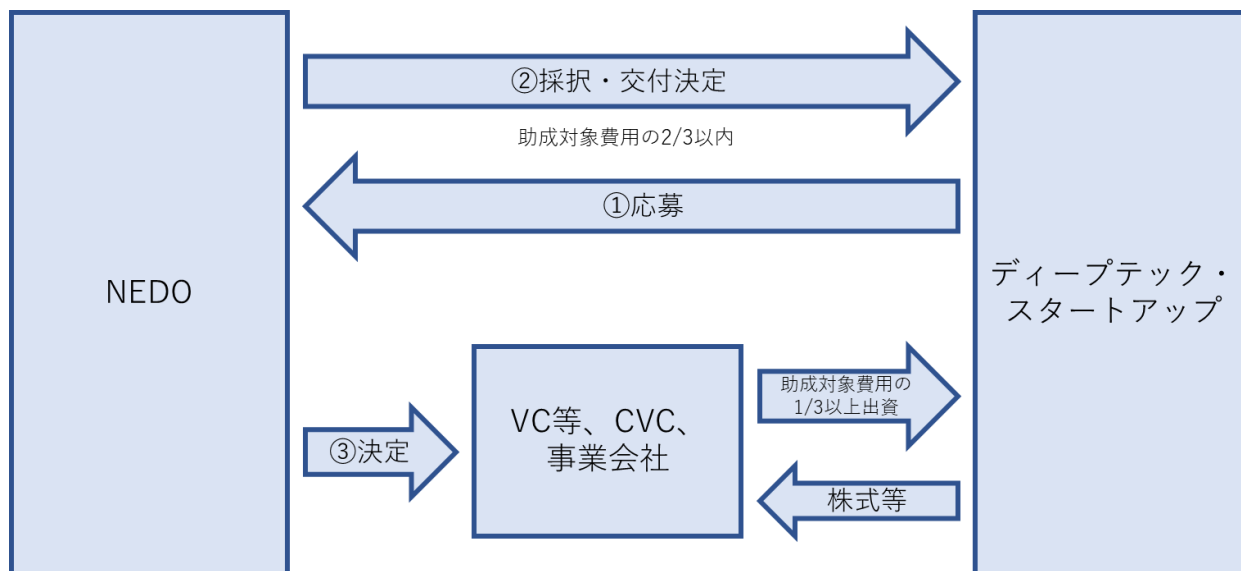 ②採択・交付決定
助成対象費用の2/3以内
①応募
NEDO
ディープテック・
スタートアップ
VC等、CVC、
事業会社
助成対象費用の
1/3以上出資
③決定
株式等